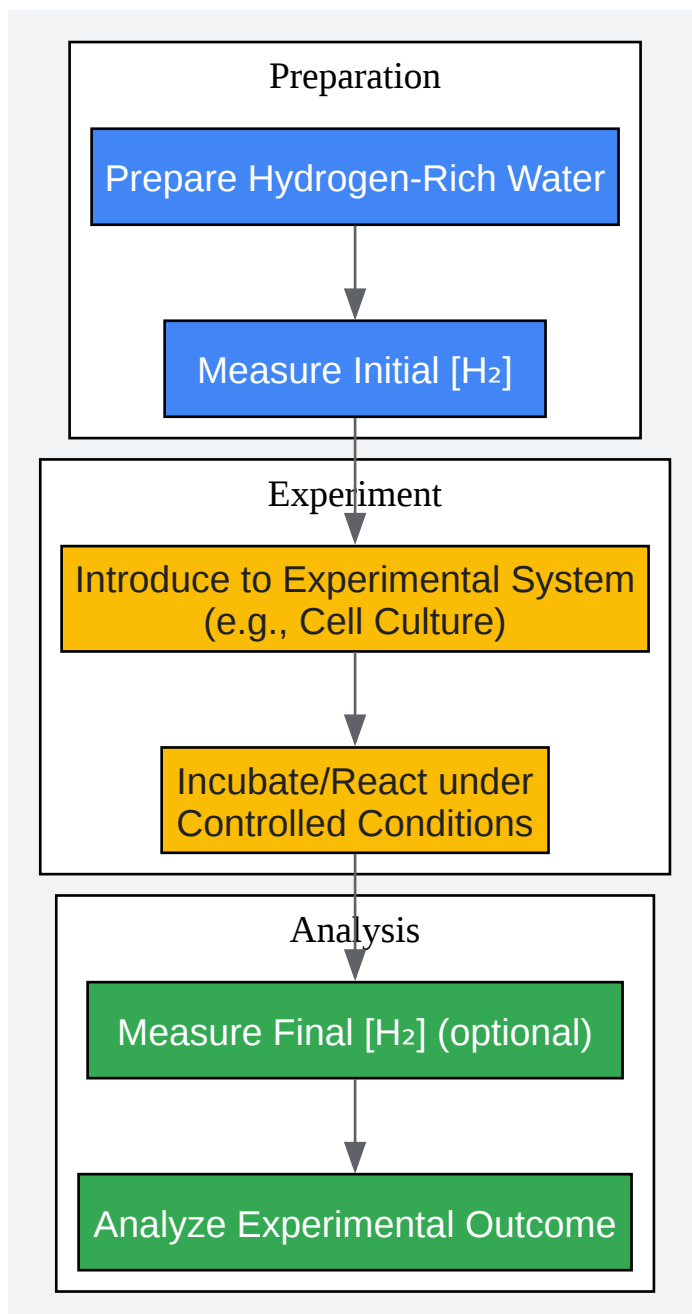 Preparation
Prepare Hydrogen-Rich Water
Measure Initial [H₂]
Experiment
Introduce to Experimental System
(e.g., Cell Culture)
Incubate/React under
Controlled Conditions
Analysis
Measure Final [H₂] (optional)
Analyze Experimental Outcome